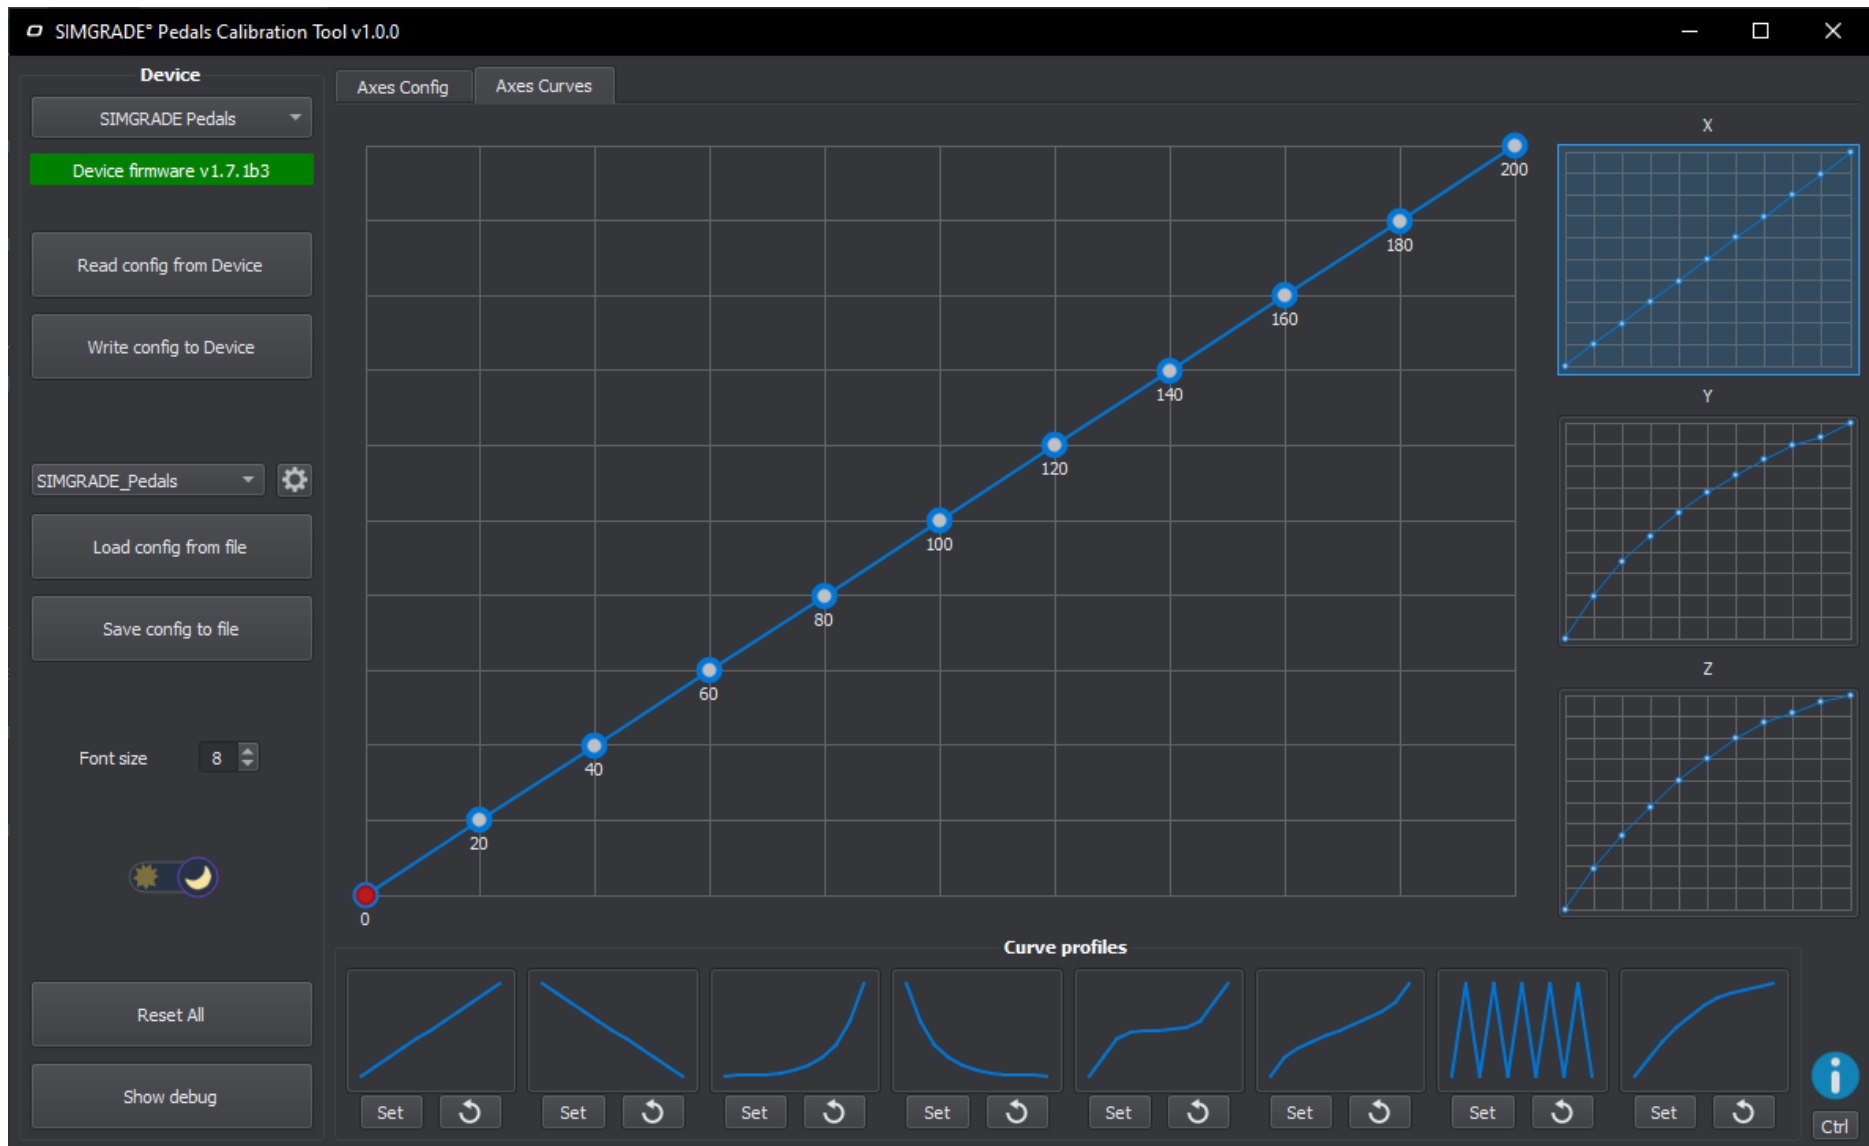 SIMGRADE° Pedals Calibration Tool v1.0.0
Device
SIMGRADE Pedals
Device firmware v1.7.1b3
Read config from Device
Write config to Device
SIMGRADE_Pedals
Load config from file
Save config to file
Font size 8
Reset All
Show debug
Axes Config
Axes Curves
200
180
160
140
120
100
80
60
40
20
0
X
Y
Z
Curve profiles
Set
Set
Set
Set
Set
Set
Set
Set
i
Ctrl